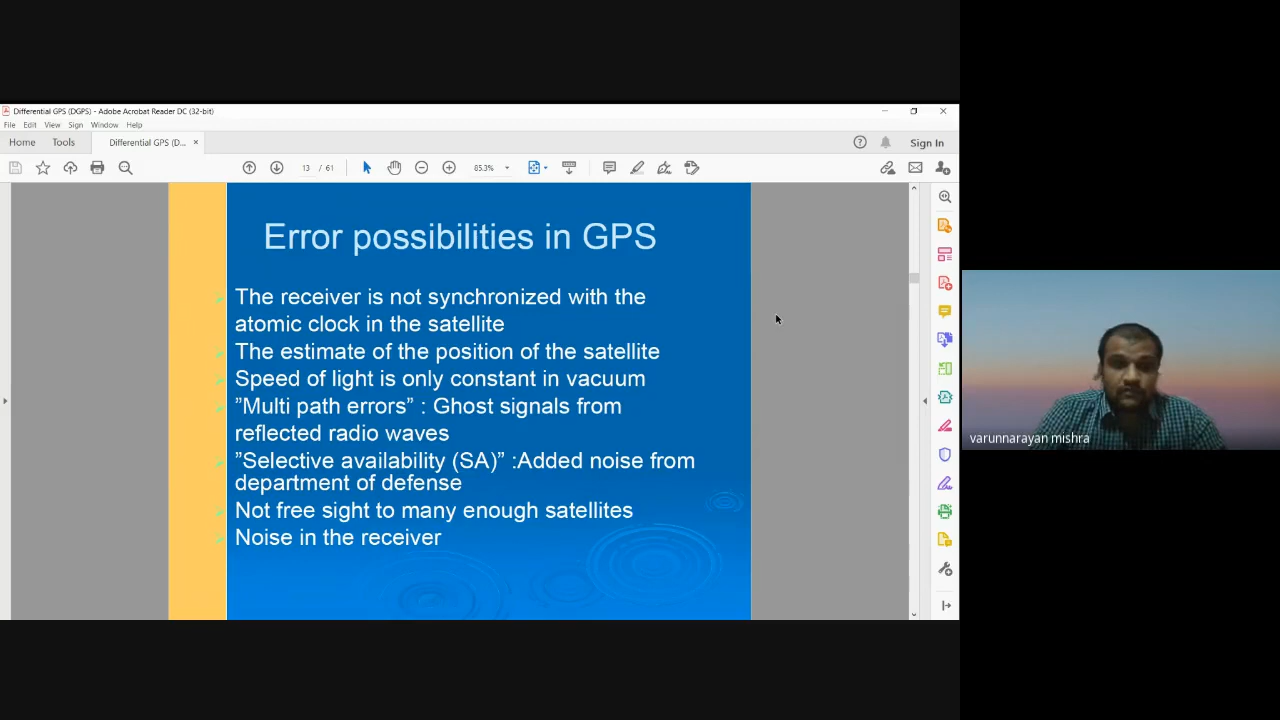 Differential GPS (DGPS) - Adobe Acrobat Reader DC (32-bit)
File Edit View Sign Window Help
Home Tools Differential GPS (D... × Sign In
13 / 61 85.3%
Error possibilities in GPS
The receiver is not synchronized with the
atomic clock in the satellite
The estimate of the position of the satellite
Speed of light is only constant in vacuum
”Multi path errors” : Ghost signals from
reflected radio waves
”Selective availability (SA)” :Added noise from
department of defense
Not free sight to many enough satellites
Noise in the receiver
varunnarayan mishra